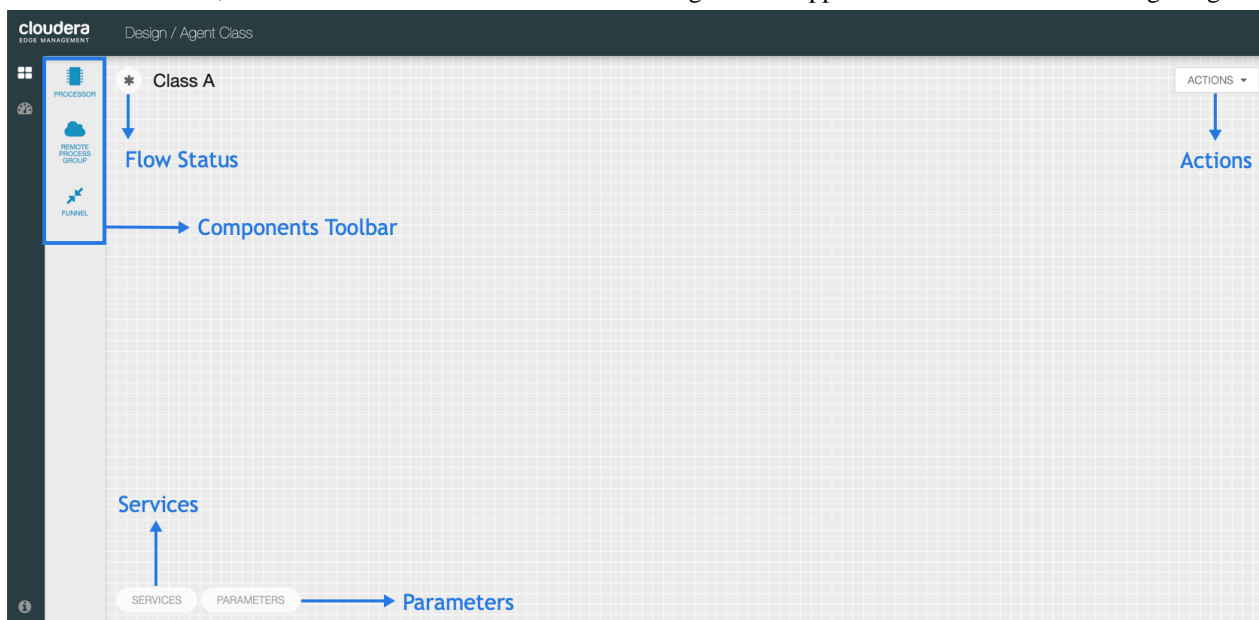 cloudera
EDGE MANAGEMENT
Design / Agent Class
PROCESSOR
Class A
ACTIONS
REMOTE
PROCESS
GROUP
Flow Status
Actions
FUNNEL
Components Toolbar
Services
SERVICES
PARAMETERS
Parameters